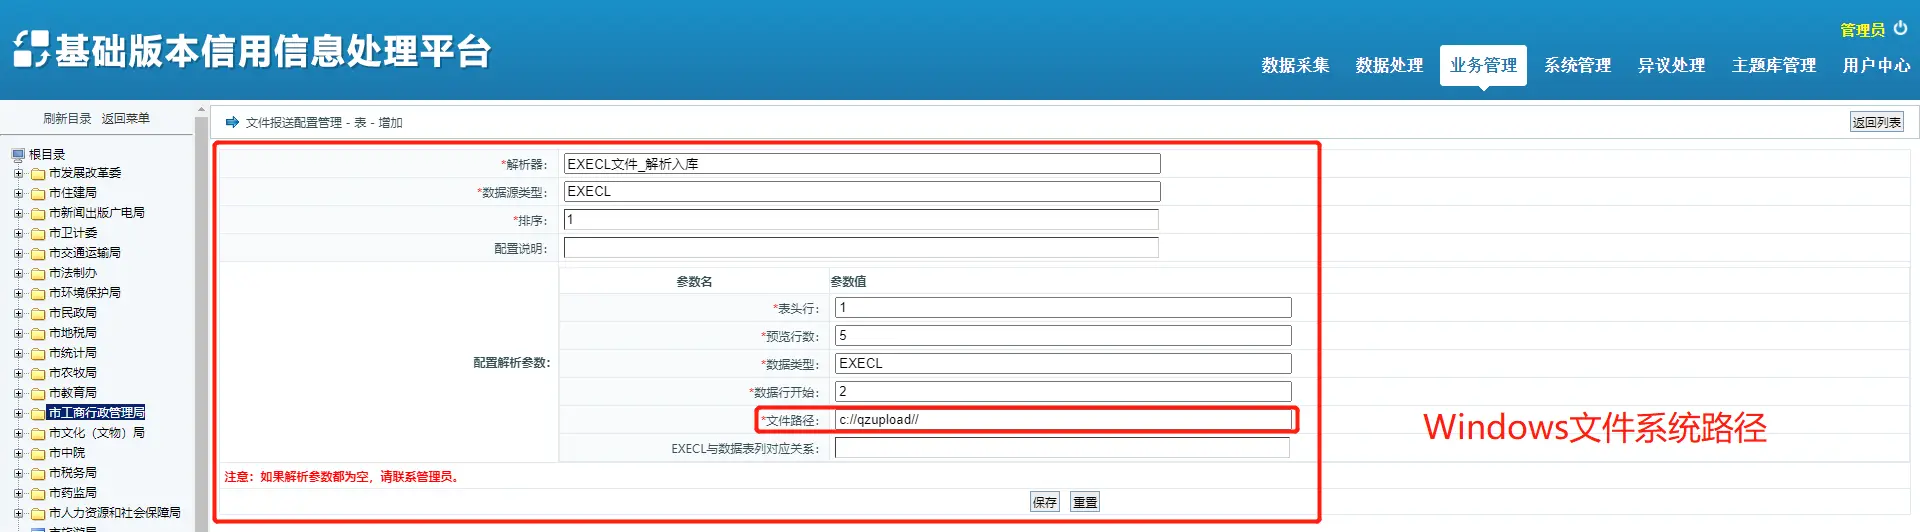 基础版本信用信息处理平台
管理员
数据采集 数据处理 业务管理 系统管理 异议处理 主题库管理 用户中心
刷新目录 返回菜单
根目录
市发展改革委
市住建局
市新闻出版广电局
市卫计委
市交通运输局
市法制办
市环境保护局
市民政局
市地税局
市统计局
市农牧局
市教育局
市工商行政管理局
市文化（文物）局
市中院
市税务局
市药监局
市人力资源和社会保障局
市旅游局
文件报送配置管理 - 表 - 增加
返回列表
*解析器： EXECL文件_解析入库
*数据源类型： EXECL
*排序： 1
配置说明：
配置解析参数：
参数名 参数值
*表头行： 1
*预览行数： 5
*数据类型： EXECL
*数据行开始： 2
*文件路径： c://qzupload//
EXECL与数据表列对应关系：
Windows文件系统路径
注意：如果解析参数都为空，请联系管理员。
保存 重置